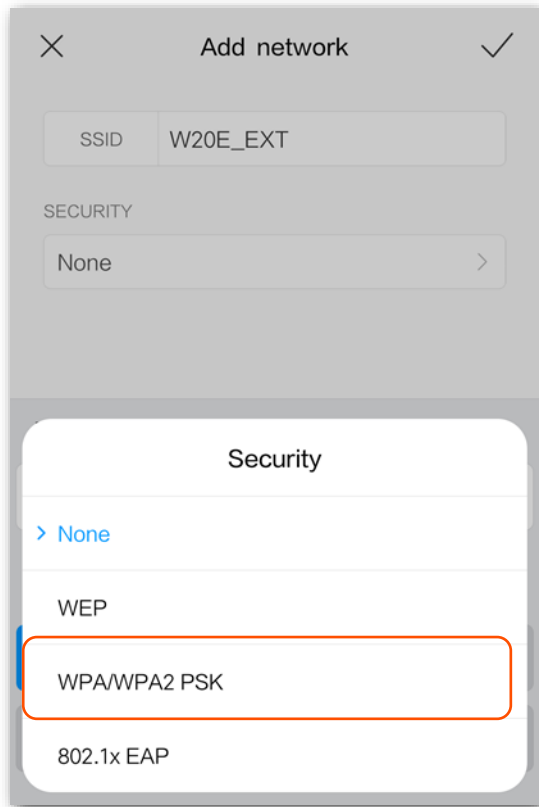 Add network
SSID W20E_EXT
SECURITY
None
Security
None
WEP
WPA/WPA2 PSK
802.1x EAP